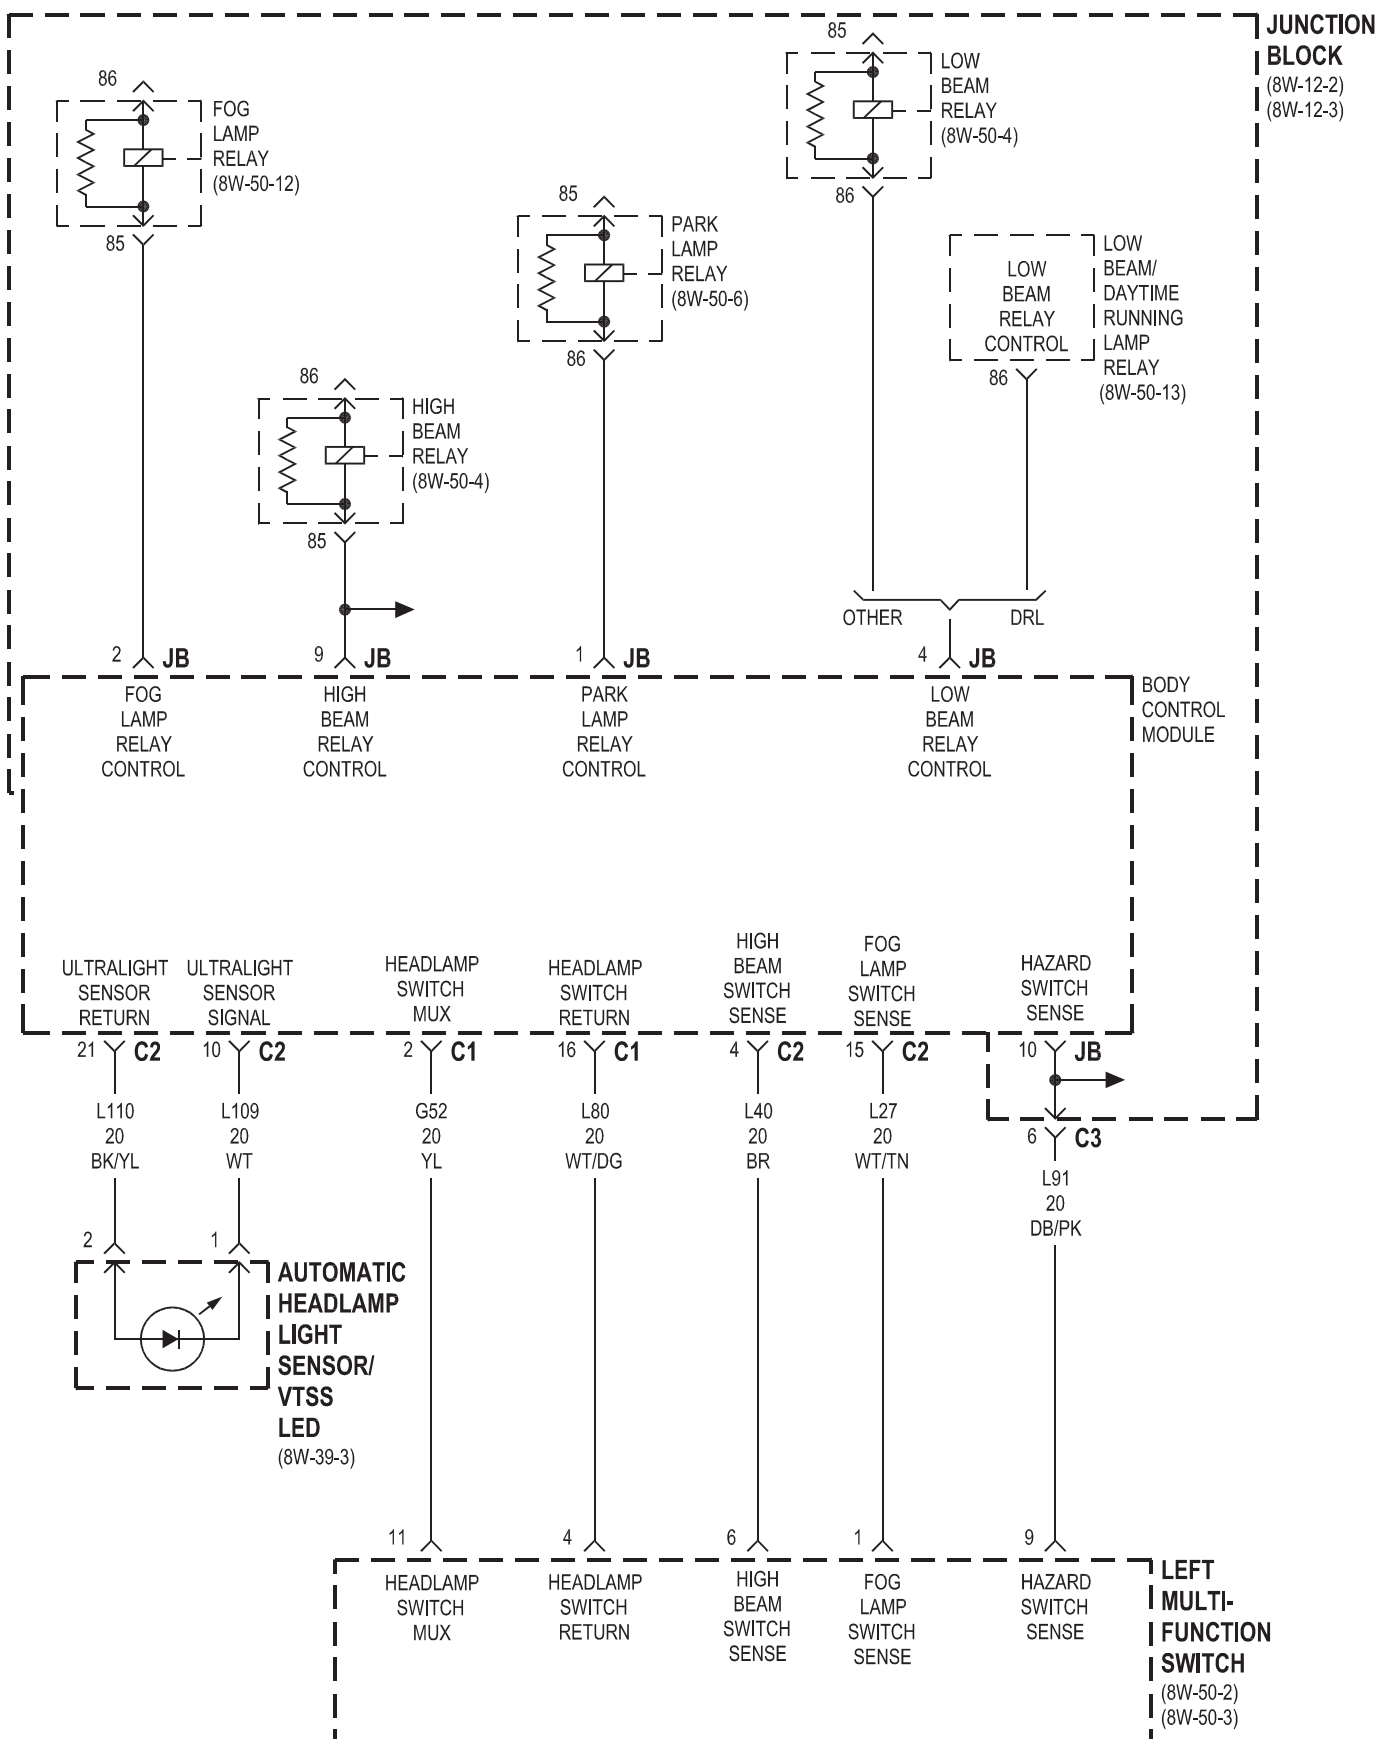 JUNCTION
BLOCK
(8W-12-2)
(8W-12-3)
85
LOW
BEAM
RELAY
(8W-50-4)
86
86
FOG
LAMP
RELAY
(8W-50-12)
85
85
PARK
LAMP
RELAY
(8W-50-6)
86
LOW
BEAM
RELAY
CONTROL
86
LOW
BEAM/
DAYTIME
RUNNING
LAMP
RELAY
(8W-50-13)
86
HIGH
BEAM
RELAY
(8W-50-4)
85
OTHER
DRL
2 JB
9 JB
1 JB
4 JB
FOG
LAMP
RELAY
CONTROL
HIGH
BEAM
RELAY
CONTROL
PARK
LAMP
RELAY
CONTROL
LOW
BEAM
RELAY
CONTROL
BODY
CONTROL
MODULE
ULTRALIGHT
SENSOR
RETURN
ULTRALIGHT
SENSOR
SIGNAL
HEADLAMP
SWITCH
MUX
HEADLAMP
SWITCH
RETURN
HIGH
BEAM
SWITCH
SENSE
FOG
LAMP
SWITCH
SENSE
HAZARD
SWITCH
SENSE
21 C2
10 C2
2 C1
16 C1
4 C2
15 C2
10 JB
L110
20
BK/YL
L109
20
WT
G52
20
YL
L80
20
WT/DG
L40
20
BR
L27
20
WT/TN
6 C3
L91
20
DB/PK
2
1
AUTOMATIC
HEADLAMP
LIGHT
SENSOR/
VTSS
LED
(8W-39-3)
11
4
6
1
9
HEADLAMP
SWITCH
MUX
HEADLAMP
SWITCH
RETURN
HIGH
BEAM
SWITCH
SENSE
FOG
LAMP
SWITCH
SENSE
HAZARD
SWITCH
SENSE
LEFT
MULTI-
FUNCTION
SWITCH
(8W-50-2)
(8W-50-3)